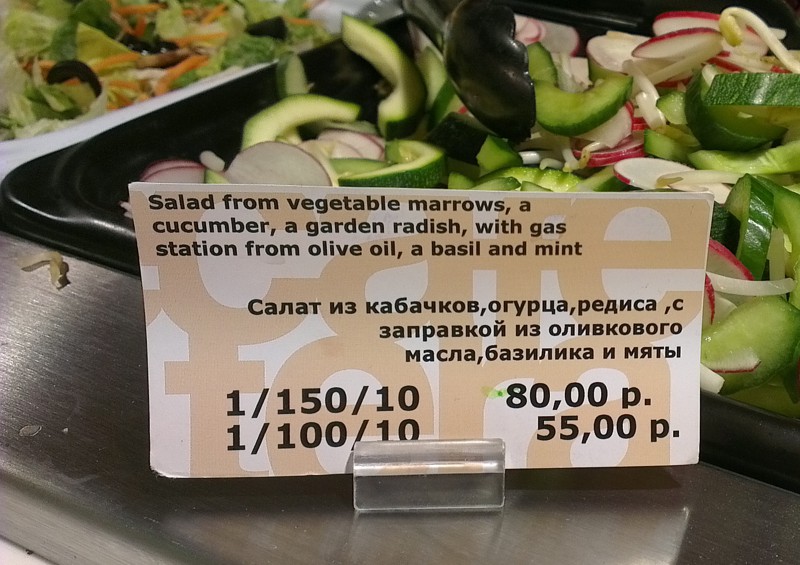 Salad from vegetable marrows, a
cucumber, a garden radish, with gas
station from olive oil, a basil and mint
Салат из кабачков,огурца,редиса ,с
заправкой из оливкового
масла,базилика и мяты
1/150/10 80,00 р.
1/100/10 55,00 р.